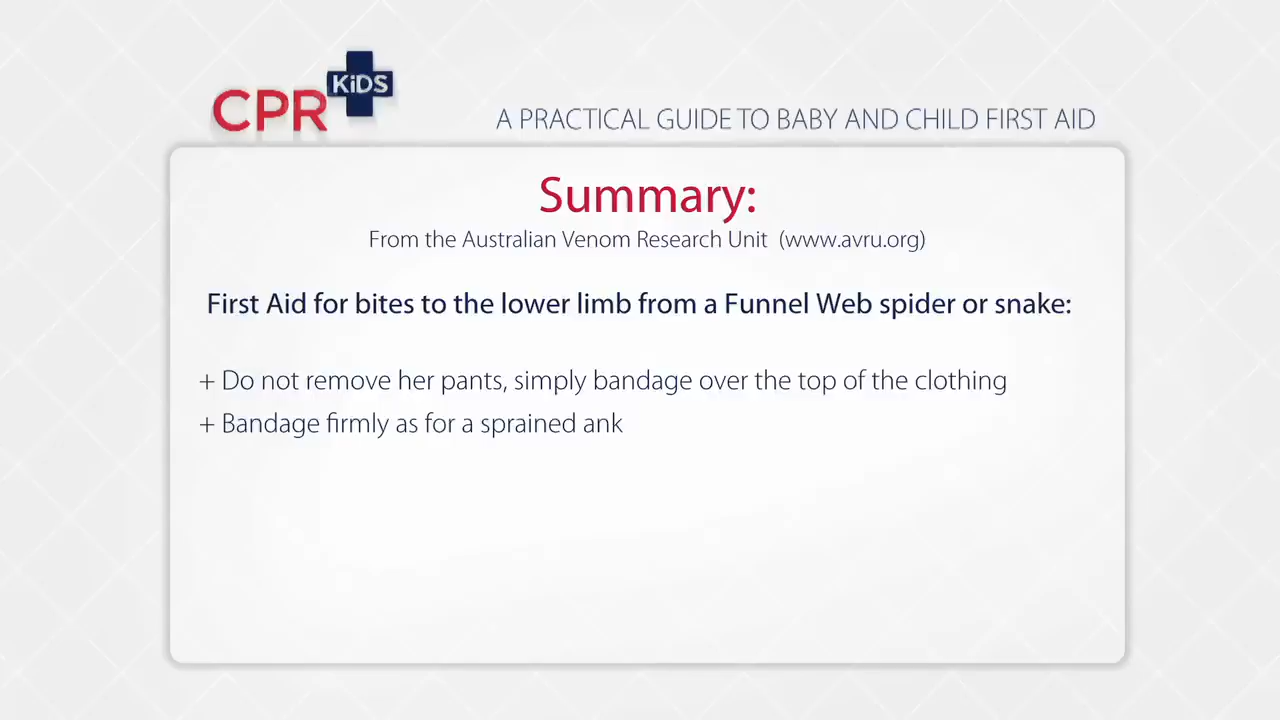 CPR KiDS
A PRACTICAL GUIDE TO BABY AND CHILD FIRST AID
Summary:
From the Australian Venom Research Unit (www.avru.org)
First Aid for bites to the lower limb from a Funnel Web spider or snake:
+ Do not remove her pants, simply bandage over the top of the clothing
+ Bandage firmly as for a sprained ank